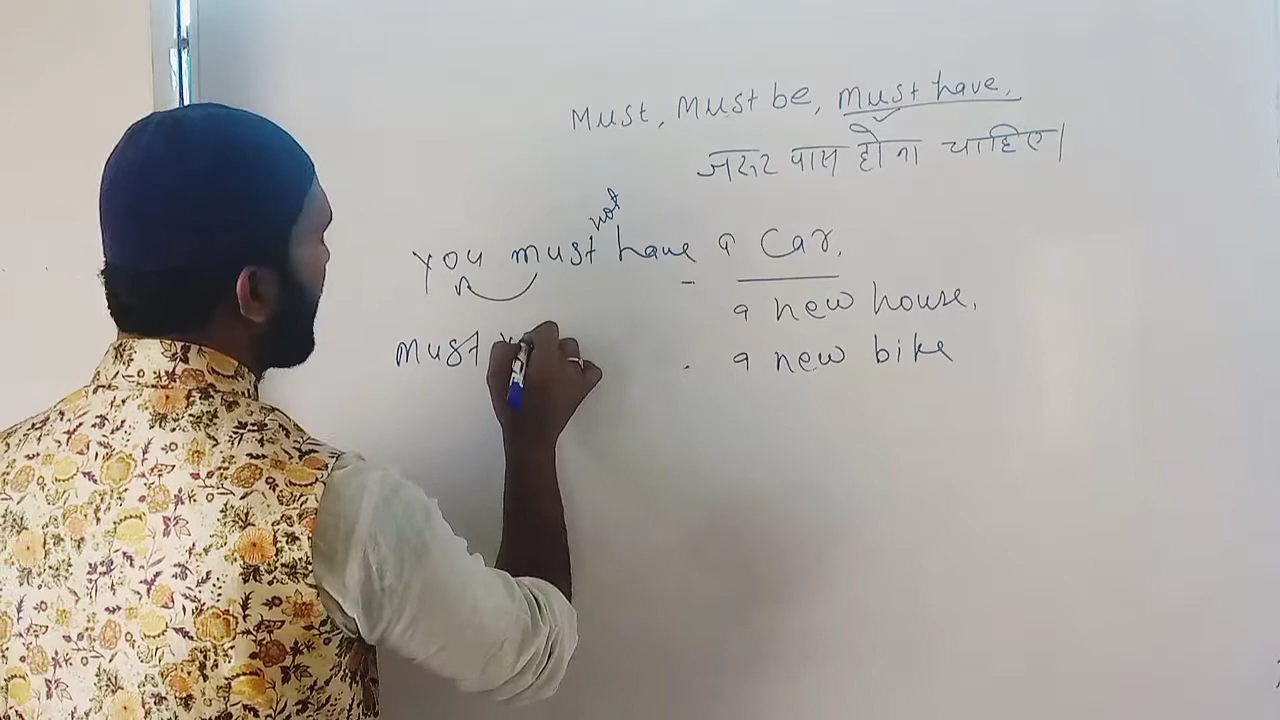 Must, Must be, Must have,
जरूर पास होना चाहिए।
not
You must have a Car.
a new house.
Must
a new bike